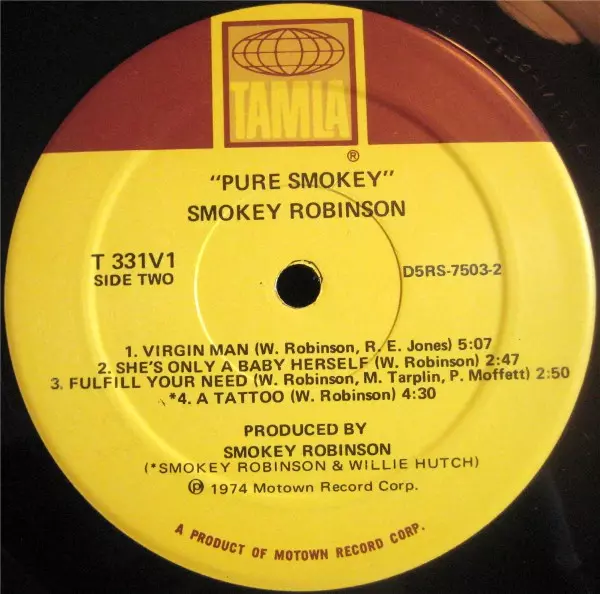 TAMLA
®
"PURE SMOKEY"
SMOKEY ROBINSON
T 331V1
SIDE TWO
D5RS-7503-2
1. VIRGIN MAN (W. Robinson, R. E. Jones) 5:07
2. SHE'S ONLY A BABY HERSELF (W. Robinson) 2:47
3. FULFILL YOUR NEED (W. Robinson, M. Tarplin, P. Moffett) 2:50
*4. A TATTOO (W. Robinson) 4:30
PRODUCED BY
SMOKEY ROBINSON
(*SMOKEY ROBINSON & WILLIE HUTCH)
℗ 1974 Motown Record Corp.
A PRODUCT OF MOTOWN RECORD CORP.